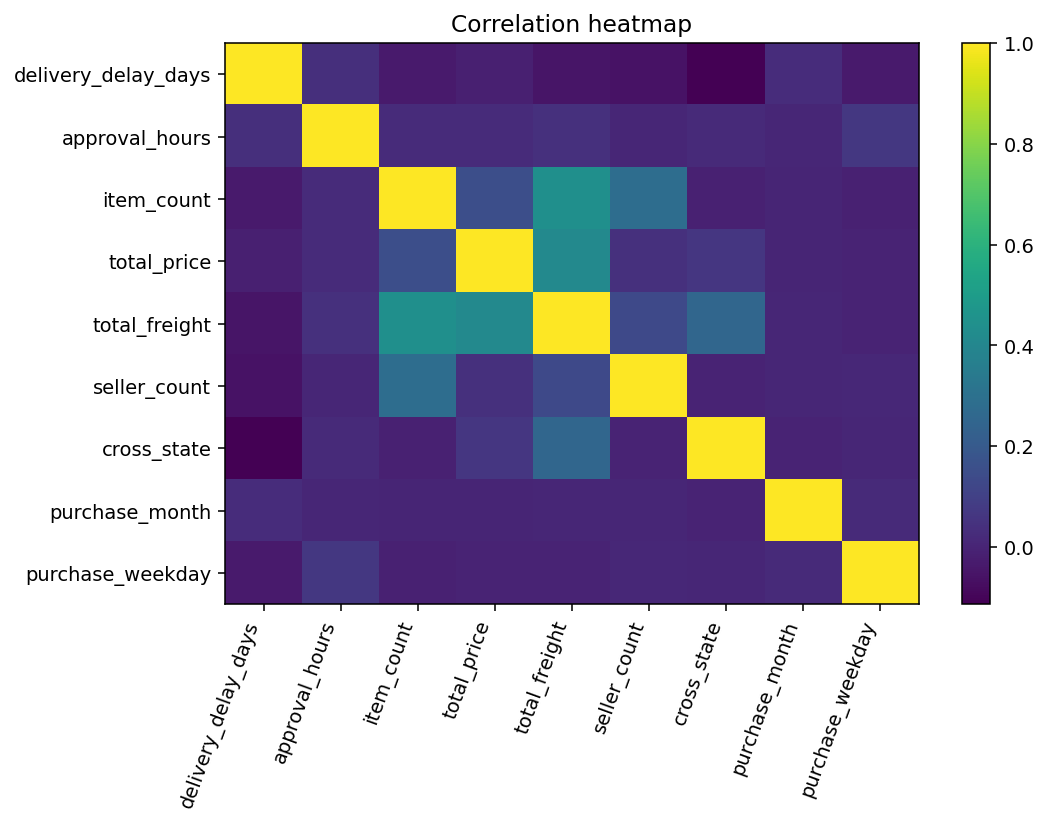 Correlation heatmap
delivery_delay_days
approval_hours
item_count
total_price
total_freight
seller_count
cross_state
purchase_month
purchase_weekday
delivery_delay_days
approval_hours
item_count
total_price
total_freight
seller_count
cross_state
purchase_month
purchase_weekday
1.0
0.8
0.6
0.4
0.2
0.0